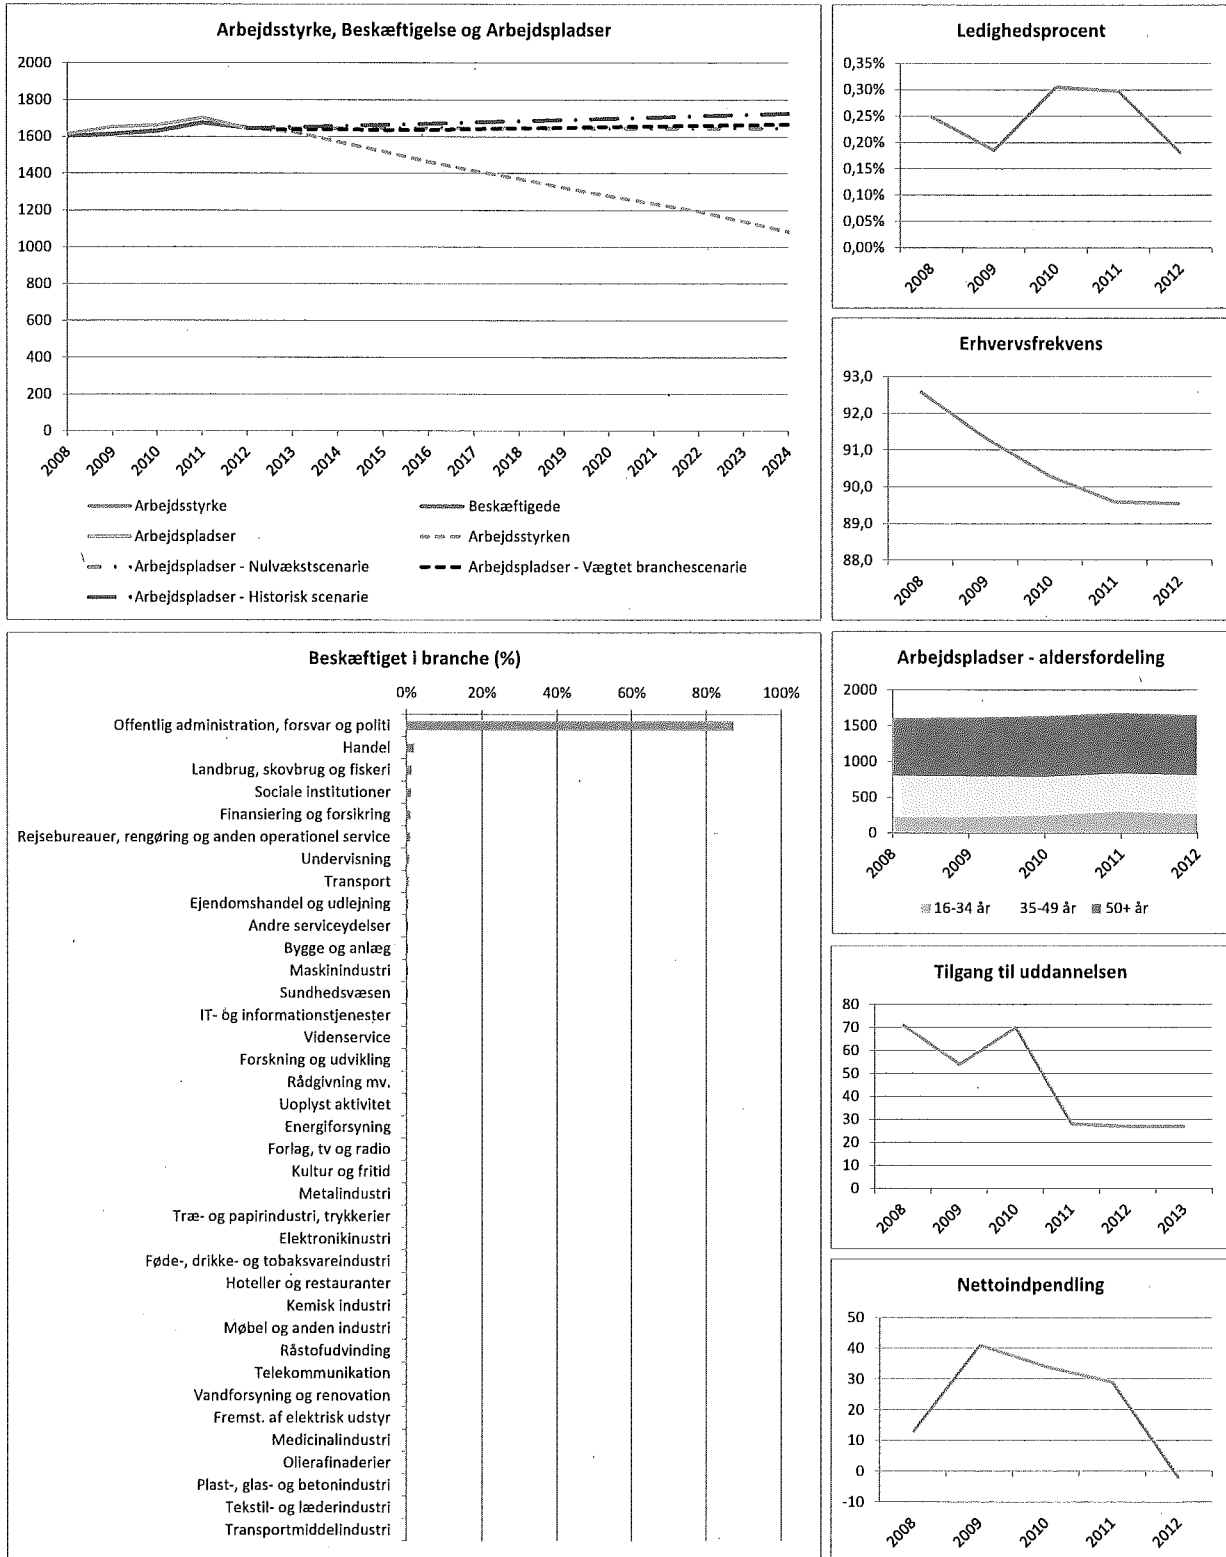 Arbejdsstyrke, Beskæftigelse og Arbejdspladser
2000
1800
1600
1400
1200
1000
800
600
400
200
0
2008 2009 2010 2011 2012 2013 2014 2015 2016 2017 2018 2019 2020 2021 2022 2023 2024
Arbejdsstyrke
Beskæftigede
Arbejdspladser
Arbejdsstyrken
Arbejdspladser - Nulvækstscenarie
Arbejdspladser - Vægtet branchescenarie
Arbejdspladser - Historisk scenarie
Ledighedsprocent
0,35%
0,30%
0,25%
0,20%
0,15%
0,10%
0,05%
0,00%
2008 2009 2010 2011 2012
Erhvervsfrekvens
93,0
92,0
91,0
90,0
89,0
88,0
2008 2009 2010 2011 2012
Beskæftiget i branche (%)
0% 20% 40% 60% 80% 100%
Offentlig administration, forsvar og politi
Handel
Landbrug, skovbrug og fiskeri
Sociale institutioner
Finansiering og forsikring
Rejsebureauer, rengøring og anden operationel service
Undervisning
Transport
Ejendomshandel og udlejning
Andre serviceydelser
Bygge og anlæg
Maskinindustri
Sundhedsvæsen
IT- og informationstjenester
Videnservice
Forskning og udvikling
Rådgivning mv.
Uoplyst aktivitet
Energiforsyning
Forlag, tv og radio
Kultur og fritid
Metalindustri
Træ- og papirindustri, trykkerier
Elektronikinustri
Føde-, drikke- og tobaksvareindustri
Hoteller og restauranter
Kemisk industri
Møbel og anden industri
Råstofudvinding
Telekommunikation
Vandforsyning og renovation
Fremst. af elektrisk udstyr
Medicinalindustri
Olierafinaderier
Plast-, glas- og betonindustri
Tekstil- og læderindustri
Transportmiddelindustri
Arbejdspladser - aldersfordeling
2000
1500
1000
500
0
2008 2009 2010 2011 2012
16-34 år 35-49 år 50+ år
Tilgang til uddannelsen
80
70
60
50
40
30
20
10
0
2008 2009 2010 2011 2012 2013
Nettoindpendling
50
40
30
20
10
0
-10
2008 2009 2010 2011 2012